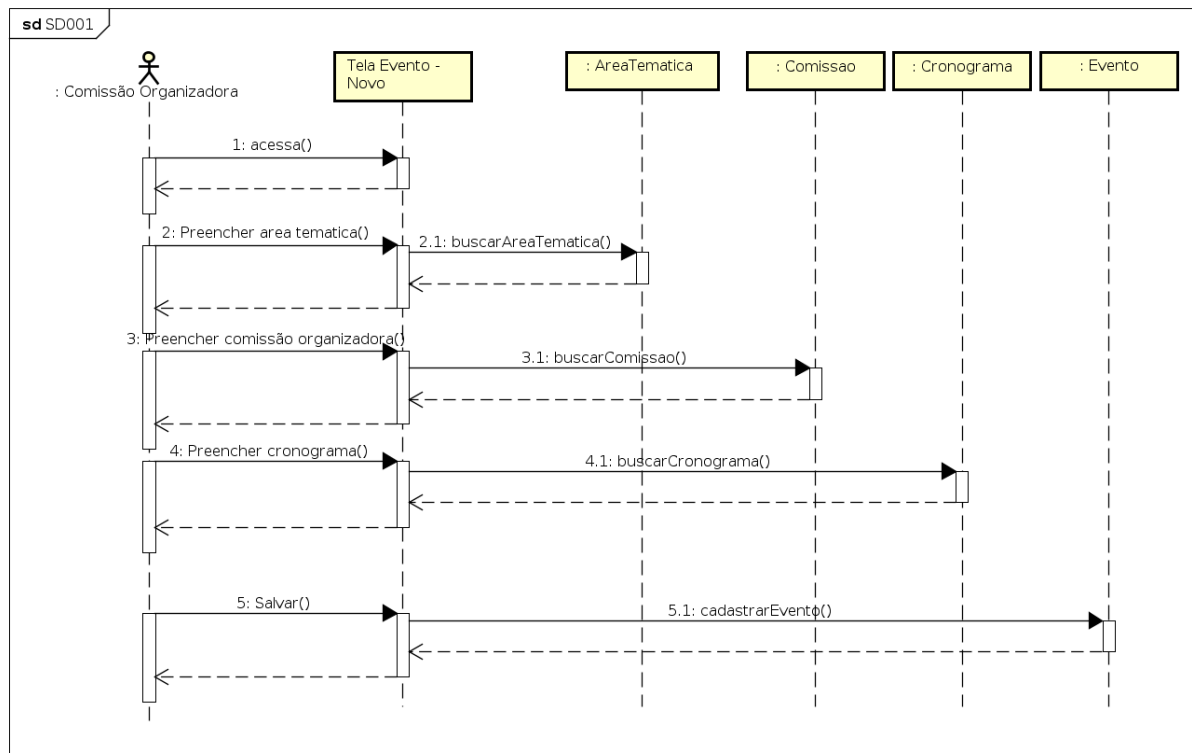 sd SD001
: Comissão Organizadora
Tela Evento -
Novo
: AreaTematica
: Comissao
: Cronograma
: Evento
1: acessa()
2: Preencher area tematica()
2.1: buscarAreaTematica()
3: Preencher comissão organizadora()
3.1: buscarComissao()
4: Preencher cronograma()
4.1: buscarCronograma()
5: Salvar()
5.1: cadastrarEvento()